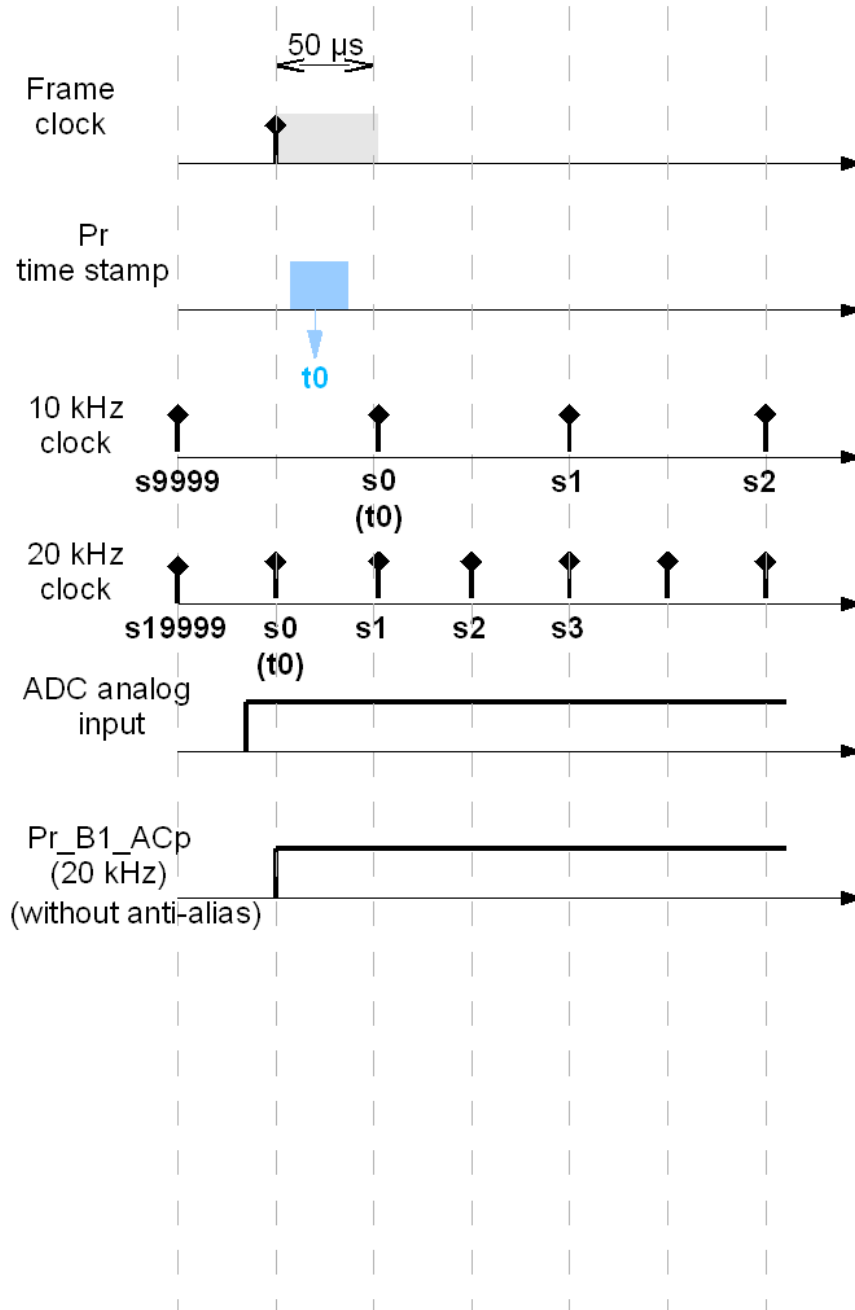 50 µs
Frame
clock
Pr
time stamp
t0
10 kHz
clock
s9999 s0 s1 s2
(t0)
20 kHz
clock
s19999 s0 s1 s2 s3
(t0)
ADC analog
input
Pr_B1_ACp
(20 kHz)
(without anti-alias)